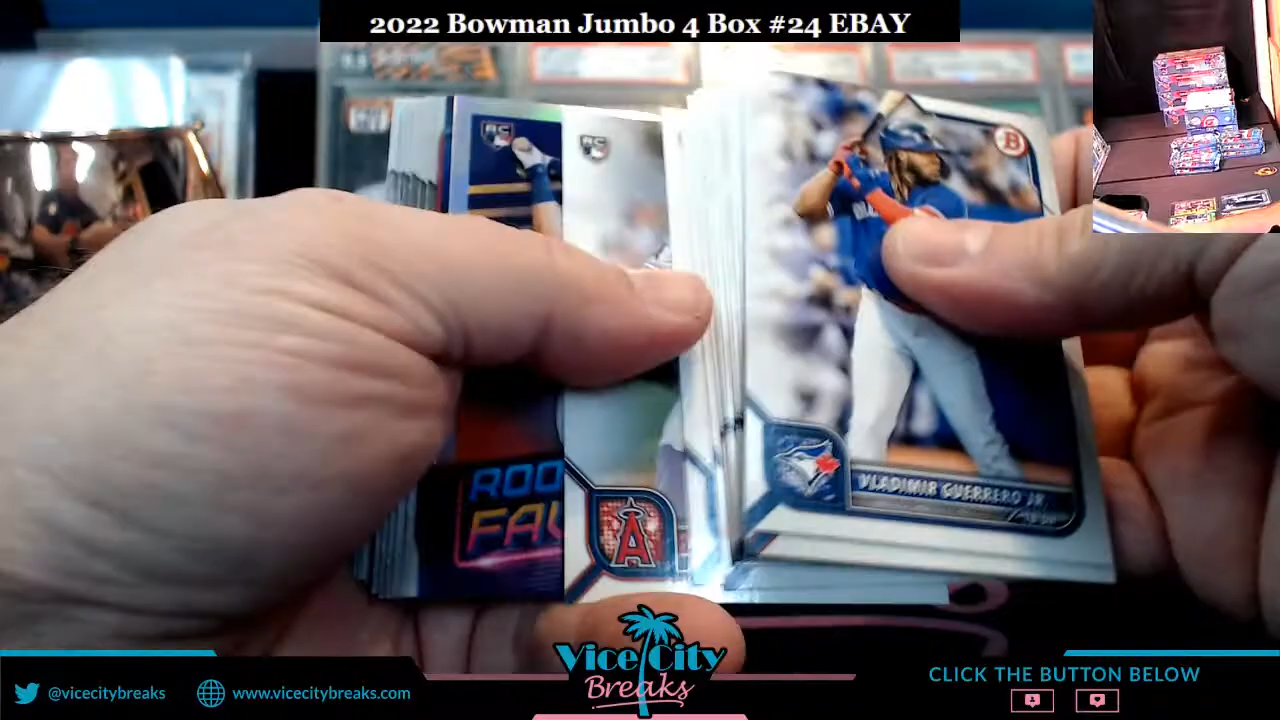 2022 Bowman Jumbo 4 Box #24 EBAY
RC
RC
B
VLADIMIR GUERRERO JR.
A
ROO
FAV
Vice City
Breaks
@vicecitybreaks
www.vicecitybreaks.com
CLICK THE BUTTON BELOW